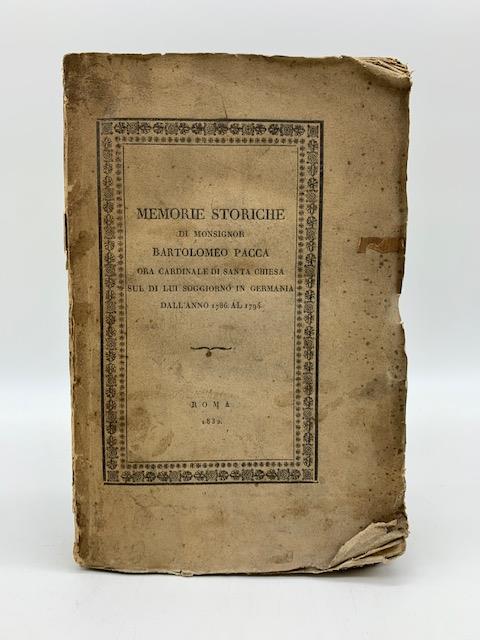 MEMORIE STORICHE
DI MONSIGNOR
BARTOLOMEO PACCA
ORA CARDINALE DI SANTA CHIESA
SUL DI LUI SOGGIORNO IN GERMANIA
DALL'ANNO 1786 AL 1794
ROMA
1832.